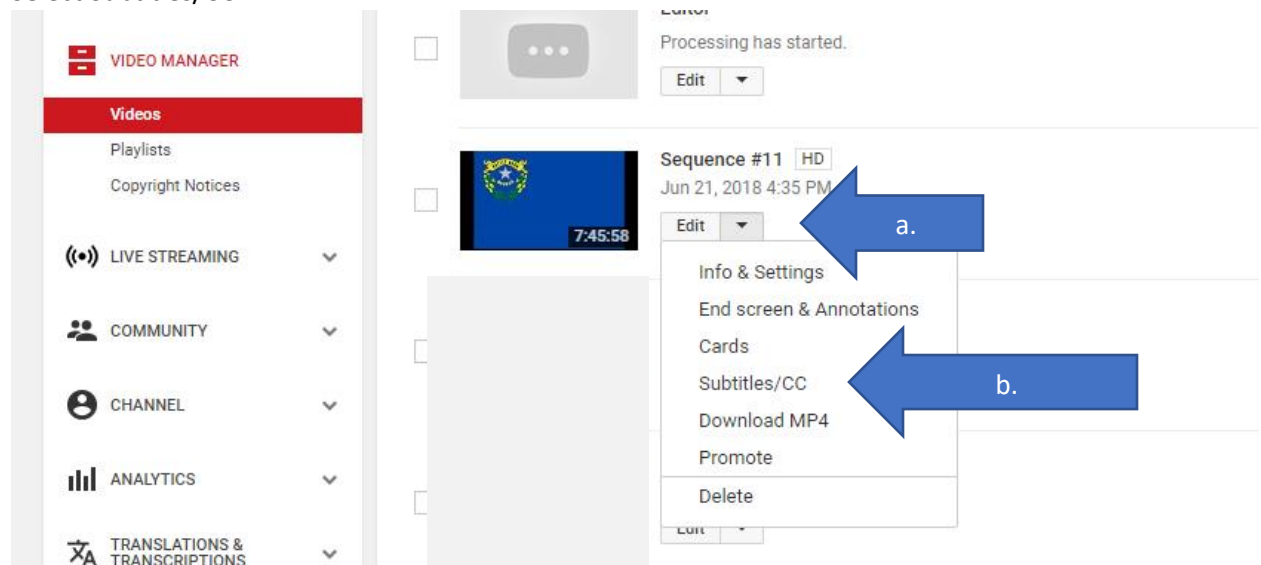 VIDEO MANAGER
Videos
Playlists
Copyright Notices
((•)) LIVE STREAMING
COMMUNITY
CHANNEL
ANALYTICS
TRANSLATIONS &
TRANSCRIPTIONS
Editor
Processing has started.
Edit
Sequence #11 HD
Jun 21, 2018 4:35 PM
7:45:58
Edit
a.
Info & Settings
End screen & Annotations
Cards
Subtitles/CC
b.
Download MP4
Promote
Delete
Edit